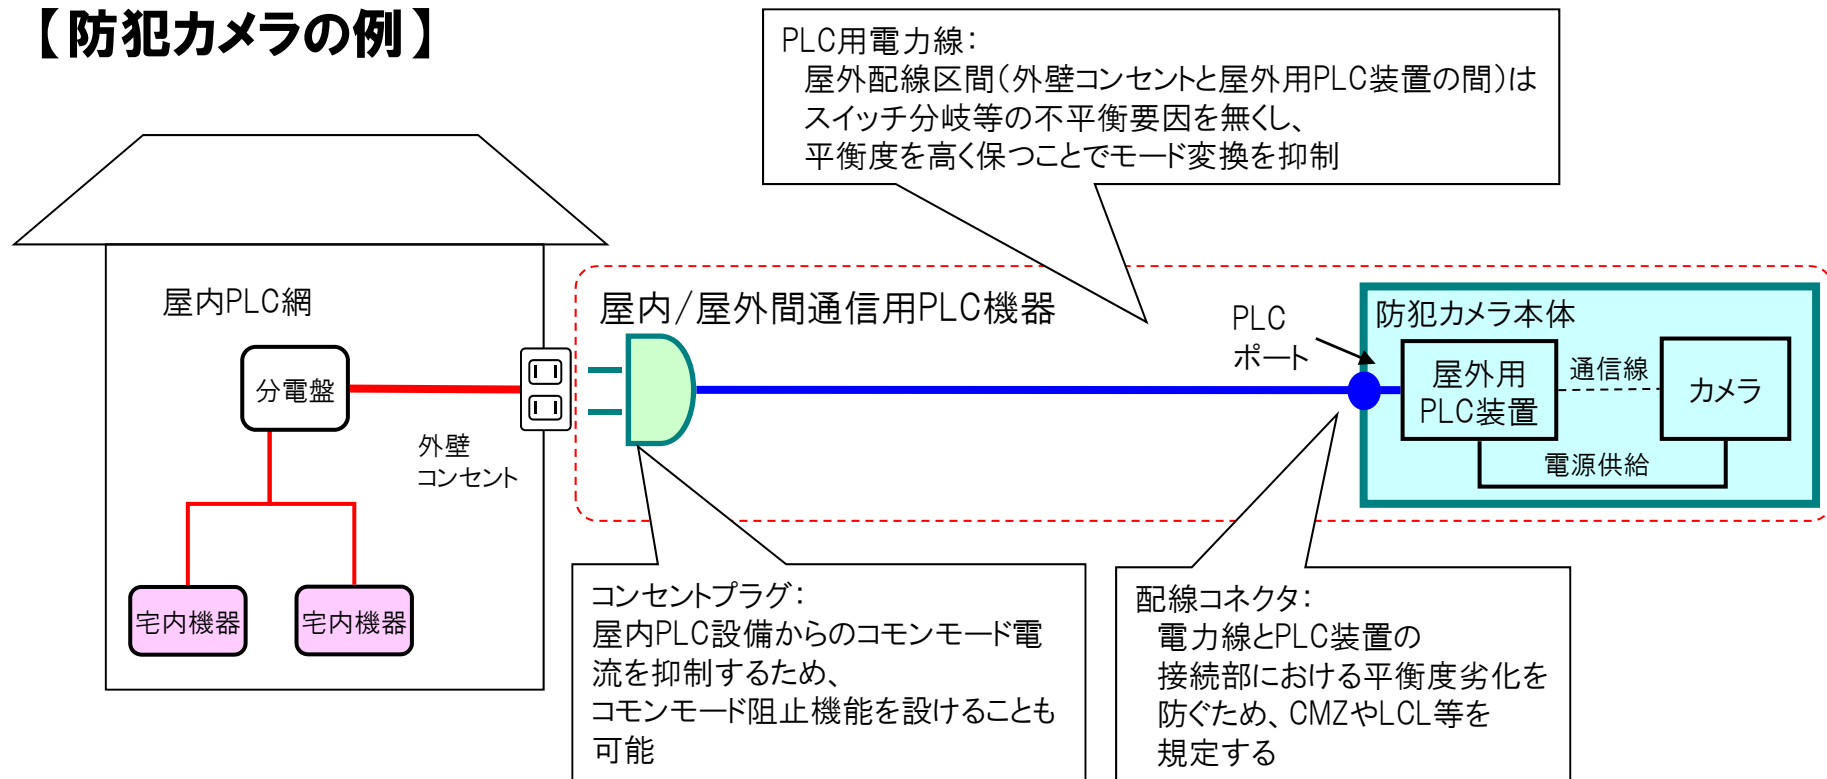 【防犯カメラの例】
PLC用電力線：
屋外配線区間（外壁コンセントと屋外用PLC装置の間）は
スイッチ分岐等の不平衡要因を無くし、
平衡度を高く保つことでモード変換を抑制
屋内PLC網
分電盤
外壁
コンセント
宅内機器
宅内機器
屋内/屋外間通信用PLC機器
PLC
ポート
防犯カメラ本体
屋外用
PLC装置
通信線
カメラ
電源供給
コンセントプラグ：
屋内PLC設備からのコモンモード電
流を抑制するため、
コモンモード阻止機能を設けることも
可能
配線コネクタ：
電力線とPLC装置の
接続部における平衡度劣化を
防ぐため、CMZやLCL等を
規定する